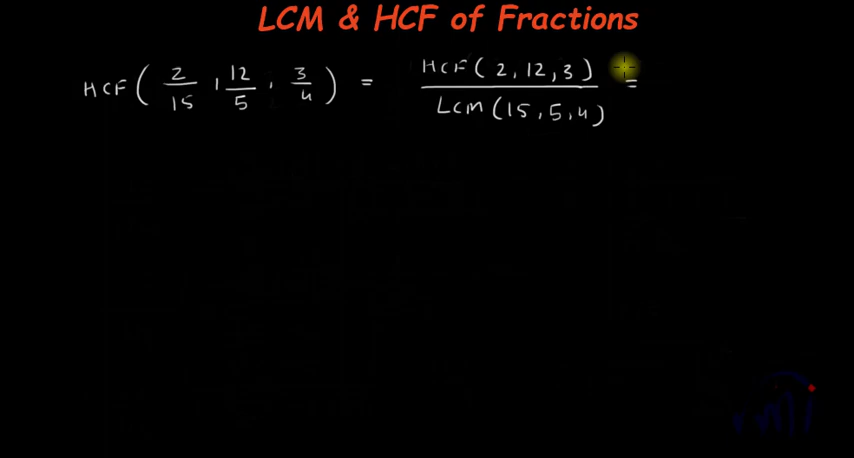 LCM & HCF of Fractions
HCF ( 2/15 , 12/5 , 3/4 ) = HCF ( 2, 12, 3 ) / LCM ( 15, 5, 4 ) =